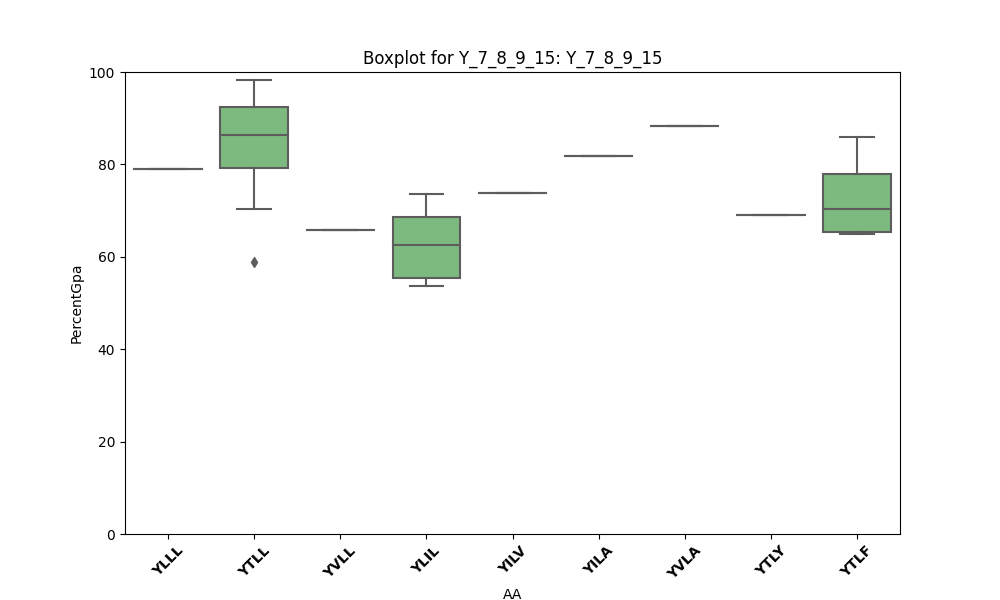 Boxplot for Y_7_8_9_15: Y_7_8_9_15
100
80
60
40
20
0
PercentGpa
YLLL YTLL YVLL YLIL YILV YILA YVLA YTLY YTLF
AA